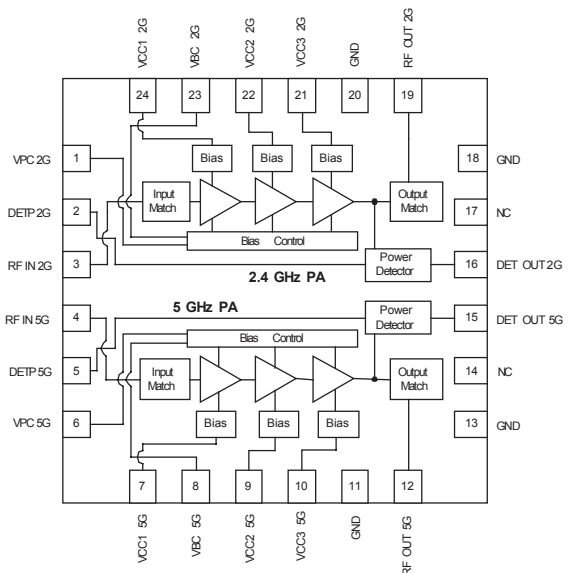 VCC1 2G
VBC 2G
VCC2 2G
VCC3 2G
GND
RF OUT 2G
24
23
22
21
20
19
VPC 2G
1
Bias
Bias
Bias
18
GND
DETP 2G
2
Input
Match
Output
Match
17
NC
Bias Control
RF IN 2G
3
2.4 GHz PA
Power
Detector
16
DET OUT 2G
RF IN 5G
4
5 GHz PA
Power
Detector
15
DET OUT 5G
Bias Control
DETP 5G
5
Input
Match
Output
Match
14
NC
VPC 5G
6
Bias
Bias
Bias
13
GND
7
8
9
10
11
12
VCC1 5G
VBC 5G
VCC2 5G
VCC3 5G
GND
RF OUT 5G